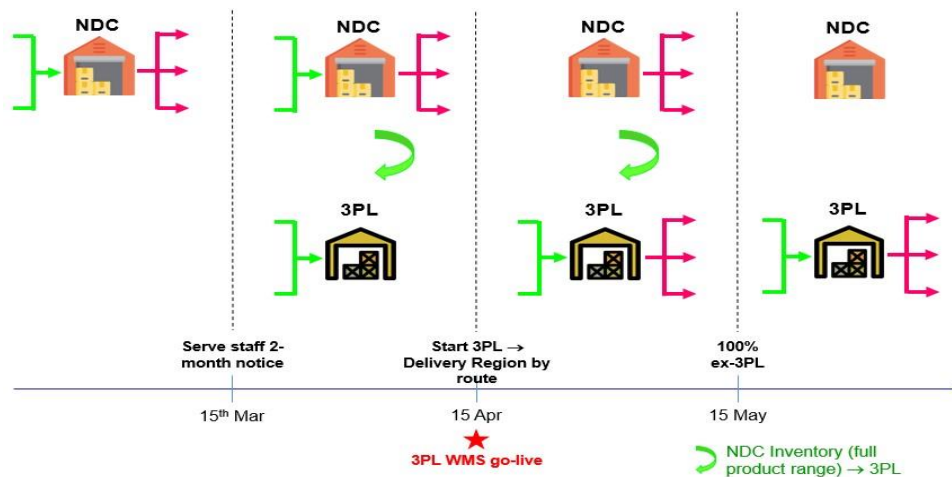 NDC
NDC
NDC
NDC
3PL
3PL
3PL
Serve staff 2-
month notice
Start 3PL →
Delivery Region by
route
100%
ex-3PL
15th Mar
15 Apr
15 May
3PL WMS go-live
NDC Inventory (full
product range) → 3PL